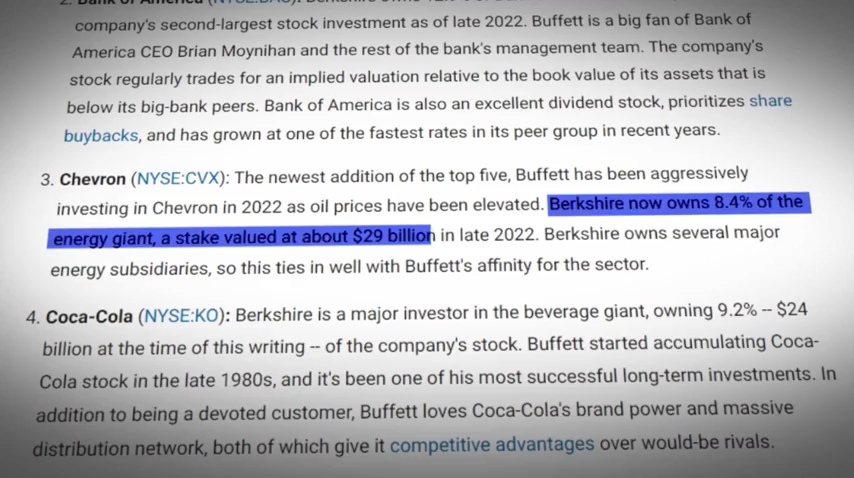 company's second-largest stock investment as of late 2022. Buffett is a big fan of Bank of
America CEO Brian Moynihan and the rest of the bank's management team. The company's
stock regularly trades for an implied valuation relative to the book value of its assets that is
below its big-bank peers. Bank of America is also an excellent dividend stock, prioritizes share
buybacks, and has grown at one of the fastest rates in its peer group in recent years.
3. Chevron (NYSE:CVX): The newest addition of the top five, Buffett has been aggressively
investing in Chevron in 2022 as oil prices have been elevated. Berkshire now owns 8.4% of the
energy giant, a stake valued at about $29 billion in late 2022. Berkshire owns several major
energy subsidiaries, so this ties in well with Buffett's affinity for the sector.
4. Coca-Cola (NYSE:KO): Berkshire is a major investor in the beverage giant, owning 9.2% -- $24
billion at the time of this writing -- of the company's stock. Buffett started accumulating Coca-
Cola stock in the late 1980s, and it's been one of his most successful long-term investments. In
addition to being a devoted customer, Buffett loves Coca-Cola's brand power and massive
distribution network, both of which give it competitive advantages over would-be rivals.